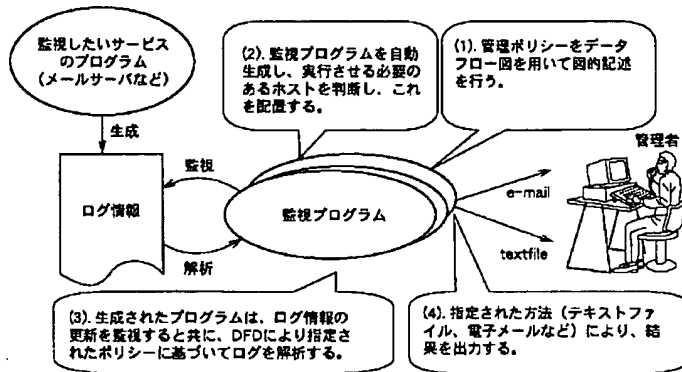 監視したいサービス
のプログラム
(メールサーバなど)
(2). 監視プログラムを自動
生成し、実行させる必要の
あるホストを判断し、これ
を配置する。
(1). 管理ポリシーをデータ
フロー図を用いて図的記述
を行う。
生成
監視
管理者
ログ情報
監視プログラム
e-mail
解析
textfile
(3). 生成されたプログラムは、ログ情報の
更新を監視すると共に、DFDにより指定さ
れたポリシーに基づいてログを解析する。
(4). 指定された方法(テキストファ
イル、電子メールなど)により、結
果を出力する。